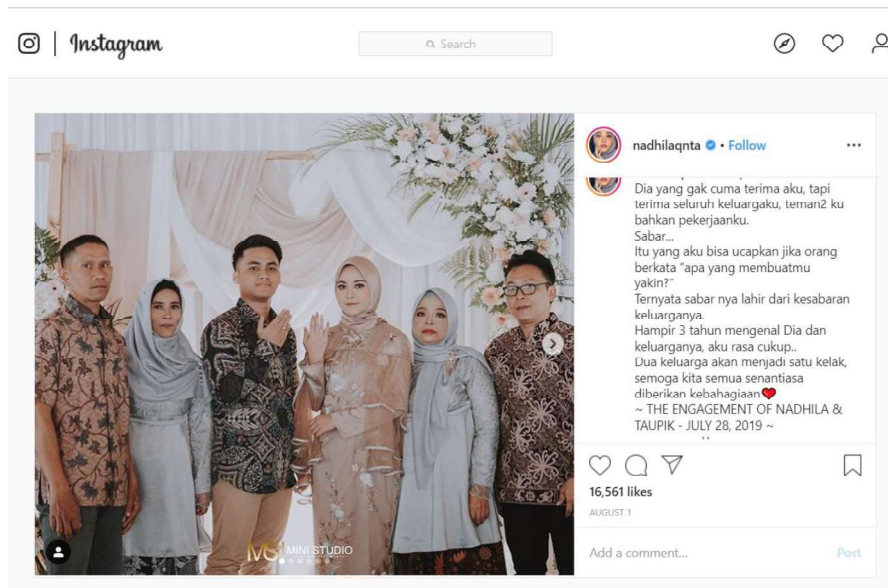 Instagram
Search
nadhilaqnta • Follow
Dia yang gak cuma terima aku, tapi
terima seluruh keluargaku, teman2 ku
bahkan pekerjaanku.
Sabar...
Itu yang aku bisa ucapkan jika orang
berkata "apa yang membuatmu
yakin?"
Ternyata sabar nya lahir dari kesabaran
keluarganya.
Hampir 3 tahun mengenal Dia dan
keluarganya, aku rasa cukup..
Dua keluarga akan menjadi satu kelak,
semoga kita semua senantiasa
diberikan kebahagiaan❤
~ THE ENGAGEMENT OF NADHILA &
TAUPIK - JULY 28, 2019 ~
16,561 likes
AUGUST 1
Add a comment...
Post
MS MINI STUDIO